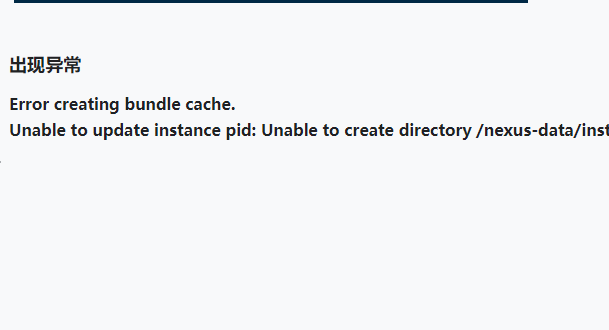 出现异常
Error creating bundle cache.
Unable to update instance pid: Unable to create directory /nexus-data/inst